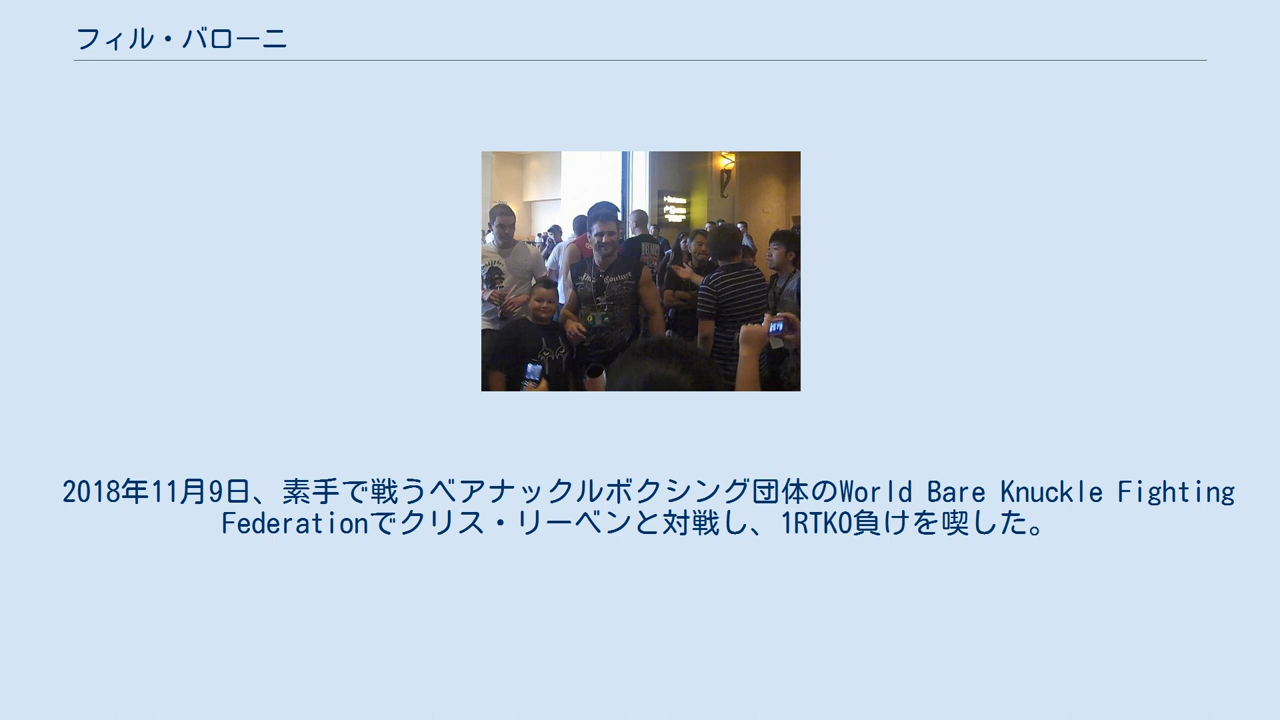 フィル・バローニ
2018年11月9日、素手で戦うベアナックルボクシング団体のWorld Bare Knuckle Fighting
Federationでクリス・リーベンと対戦し、1RTKO負けを喫した。